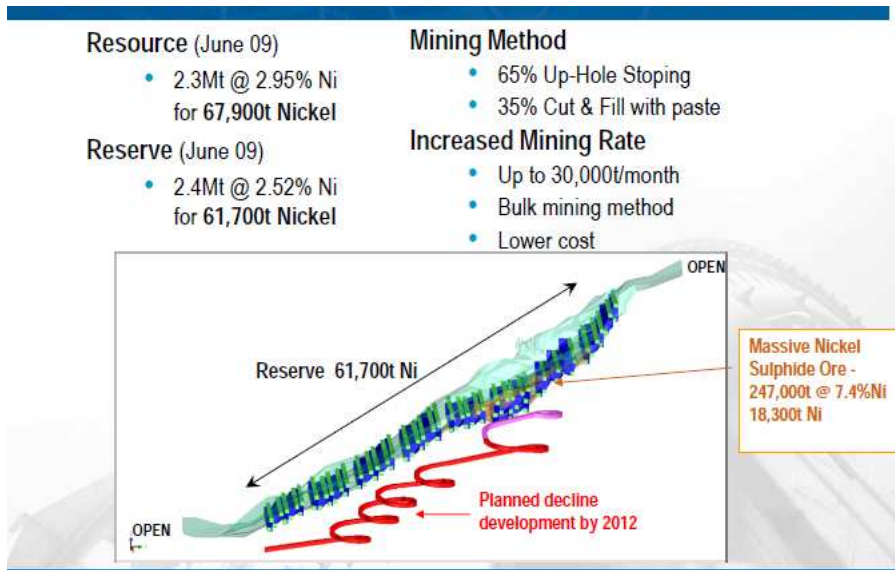 Resource (June 09)
• 2.3Mt @ 2.95% Ni
for 67,900t Nickel
Reserve (June 09)
• 2.4Mt @ 2.52% Ni
for 61,700t Nickel
Mining Method
• 65% Up-Hole Stoping
• 35% Cut & Fill with paste
Increased Mining Rate
• Up to 30,000t/month
• Bulk mining method
• Lower cost
OPEN
Reserve 61,700t Ni
Massive Nickel
Sulphide Ore -
247,000t @ 7.4%Ni
18,300t Ni
Planned decline
development by 2012
OPEN